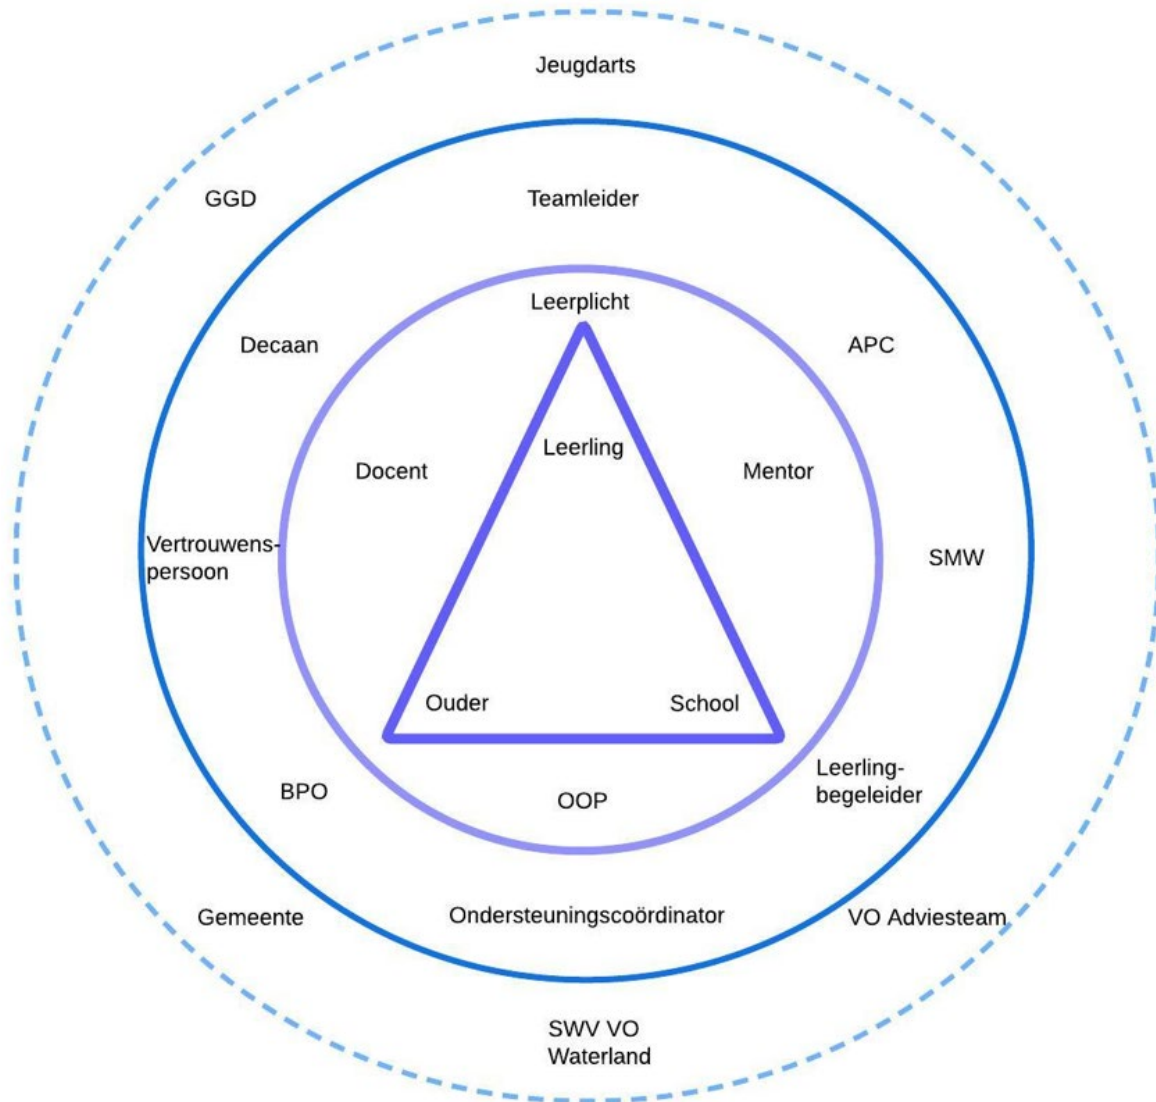 Jeugdarts
GGD
Teamleider
Leerplicht
Decaan
APC
Leerling
Docent
Mentor
Vertrouwens-
persoon
SMW
Ouder
School
Leerling-
begeleider
BPO
OOP
Gemeente
Ondersteuningscoördinator
VO Adviesteam
SWV VO
Waterland